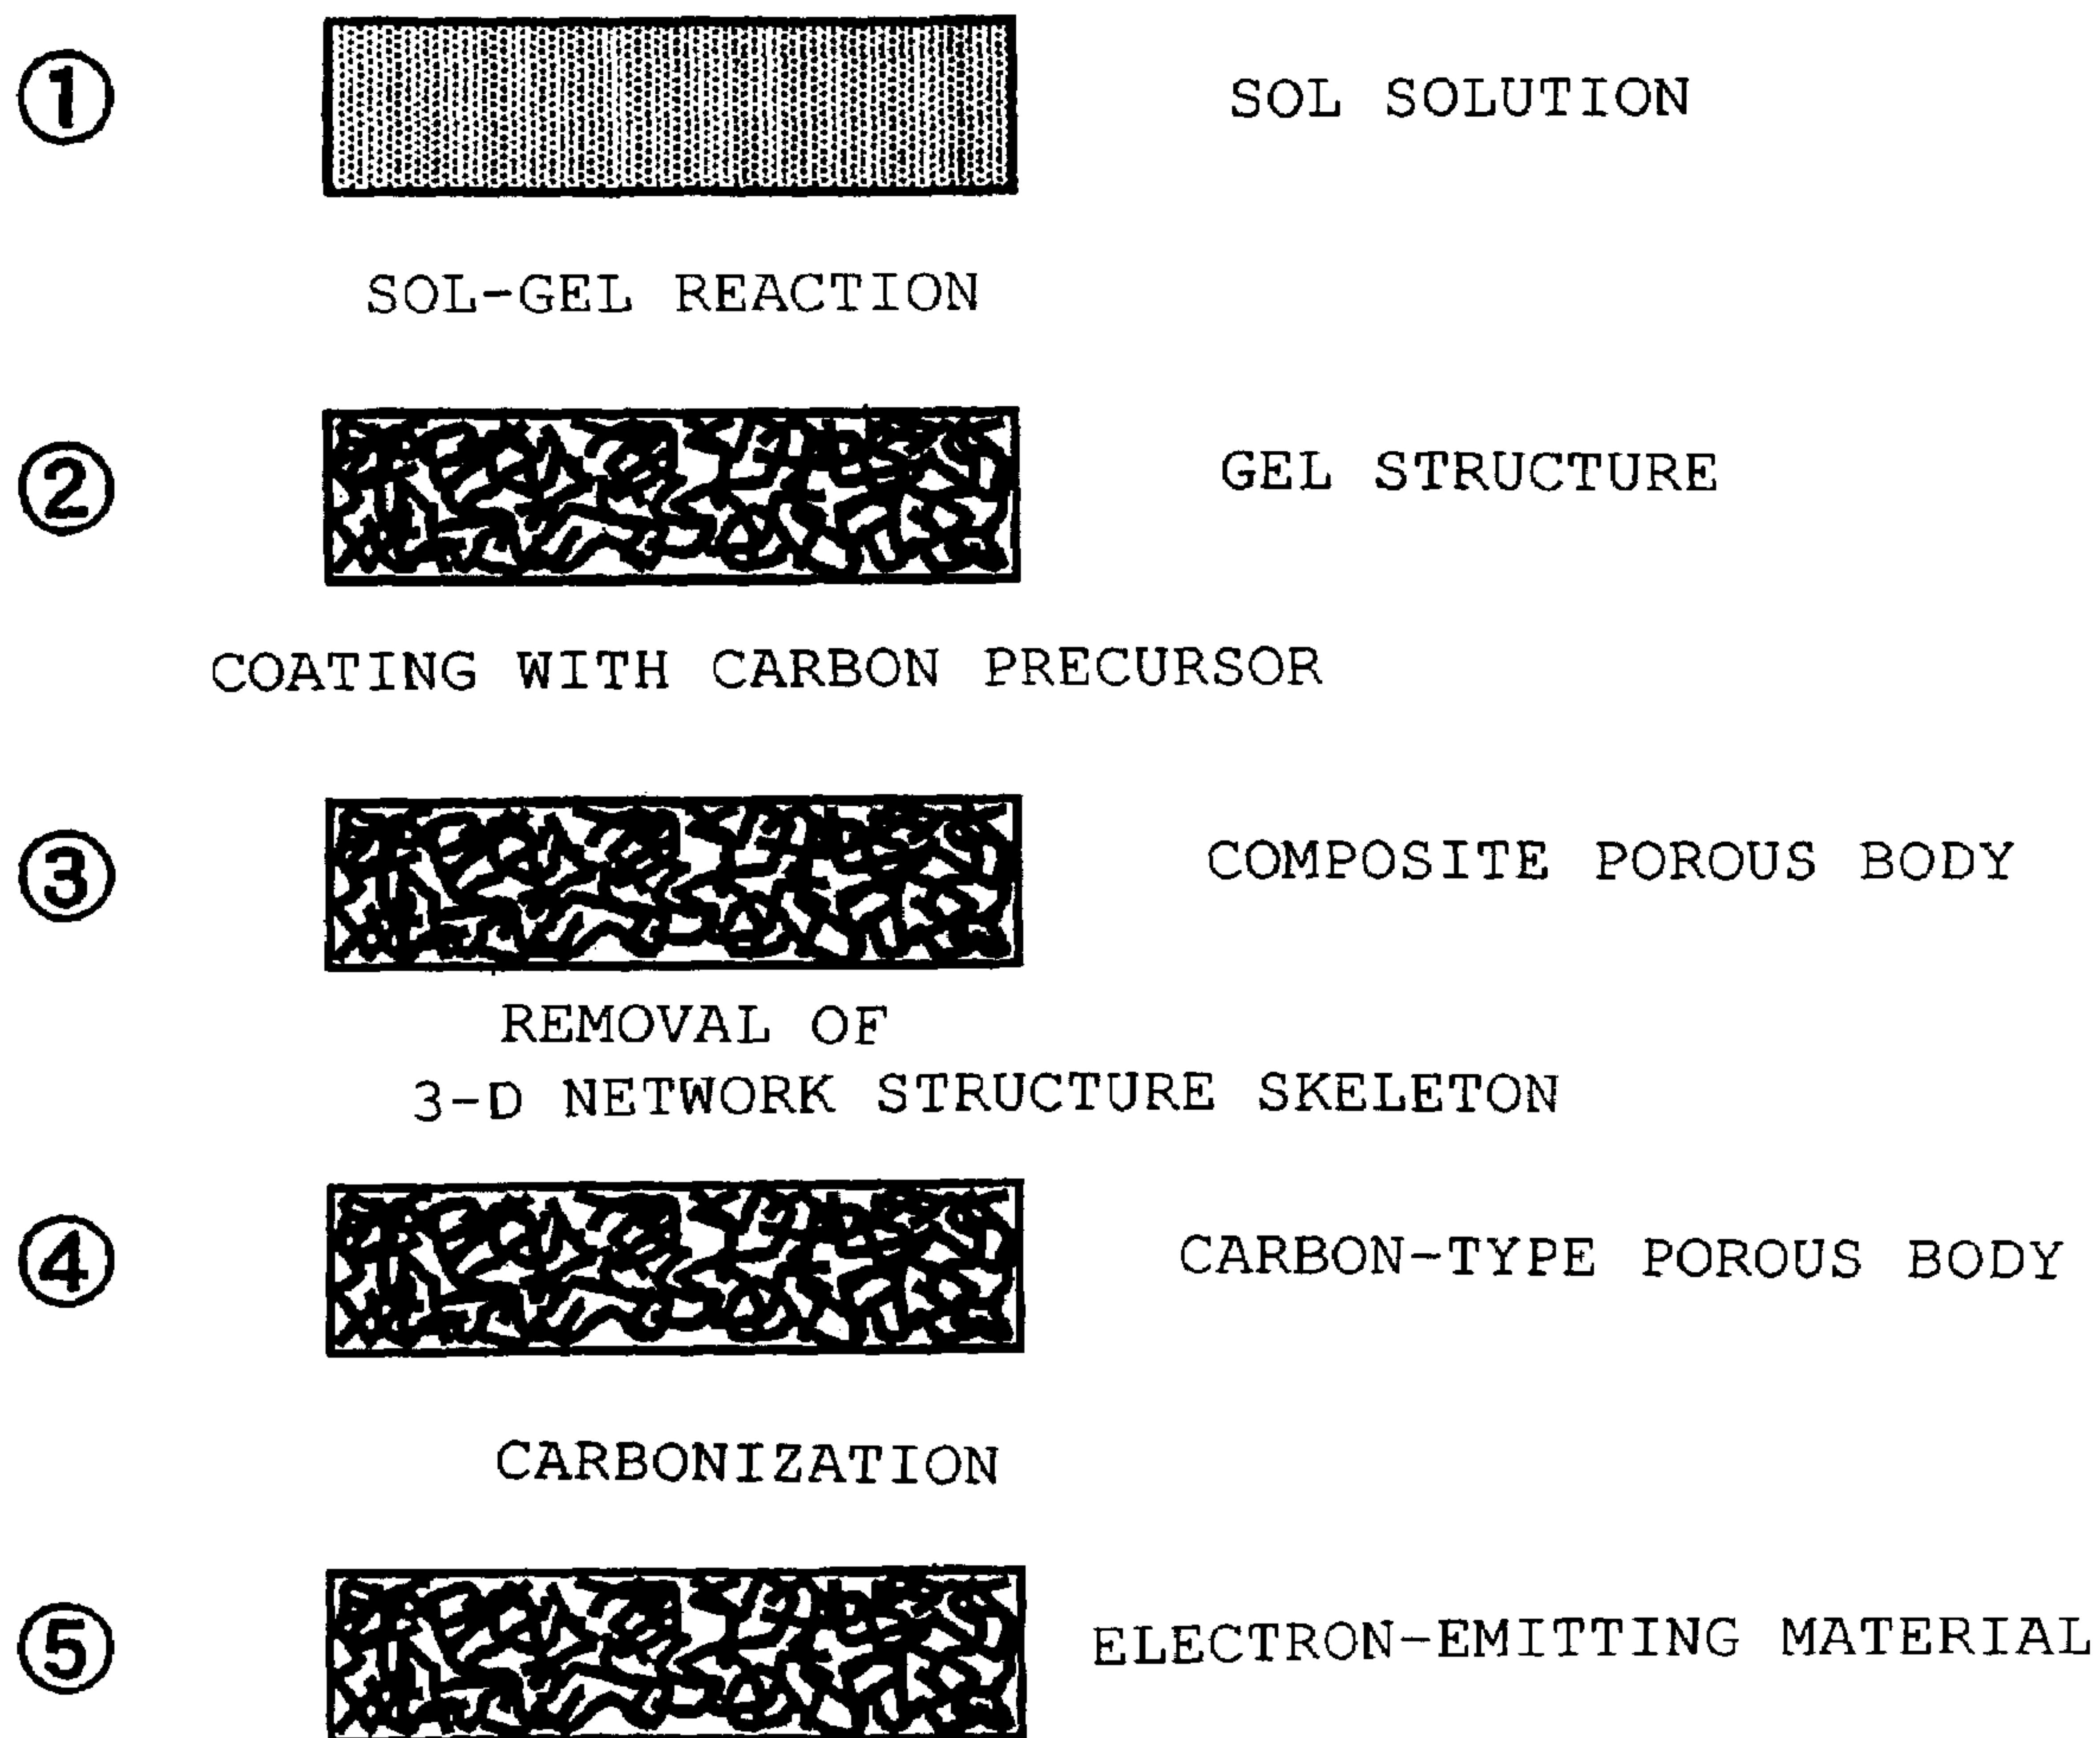 ① SOL SOLUTION
SOL-GEL REACTION
② GEL STRUCTURE
COATING WITH CARBON PRECURSOR
③ COMPOSITE POROUS BODY
REMOVAL OF
3-D NETWORK STRUCTURE SKELETON
④ CARBON-TYPE POROUS BODY
CARBONIZATION
⑤ ELECTRON-EMITTING MATERIAL